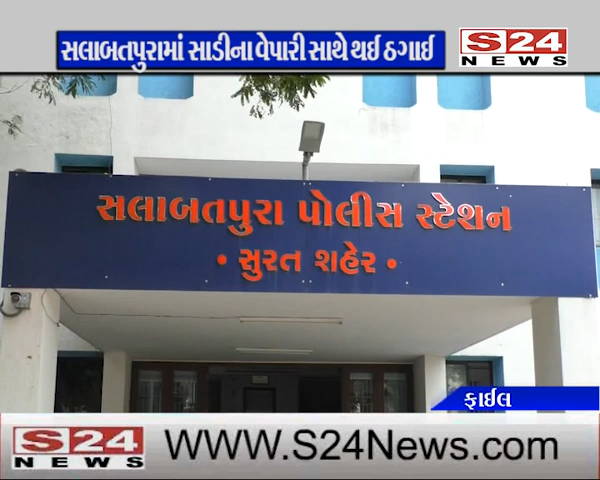 સલાબતપુરામાં સાડીના વેપારી સાથે થઈ ઠગાઈ
S24
NEWS
સલાબતપુરા પોલીસ સ્ટેશન
• સુરત શહેર •
ફાઈલ
S24
NEWS
WWW.S24News.com